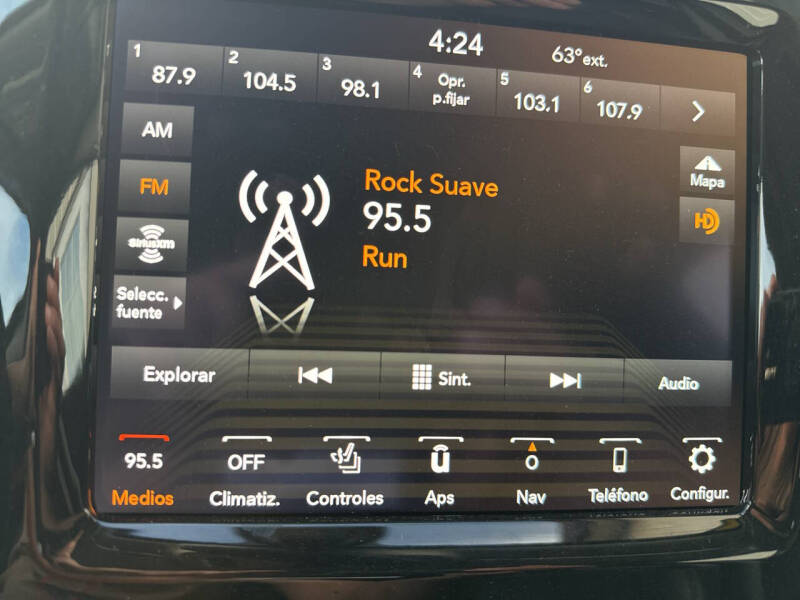 4:24
63° ext.
1 87.9
2 104.5
3 98.1
4 Opr. p.fijar
5 103.1
6 107.9
AM
FM
SiriusXM
Selecc.
fuente
Rock Suave
95.5
Run
Mapa
HD
Explorar
Sint.
Audio
95.5
OFF
Medios
Climatiz.
Controles
Aps
Nav
Teléfono
Configur.